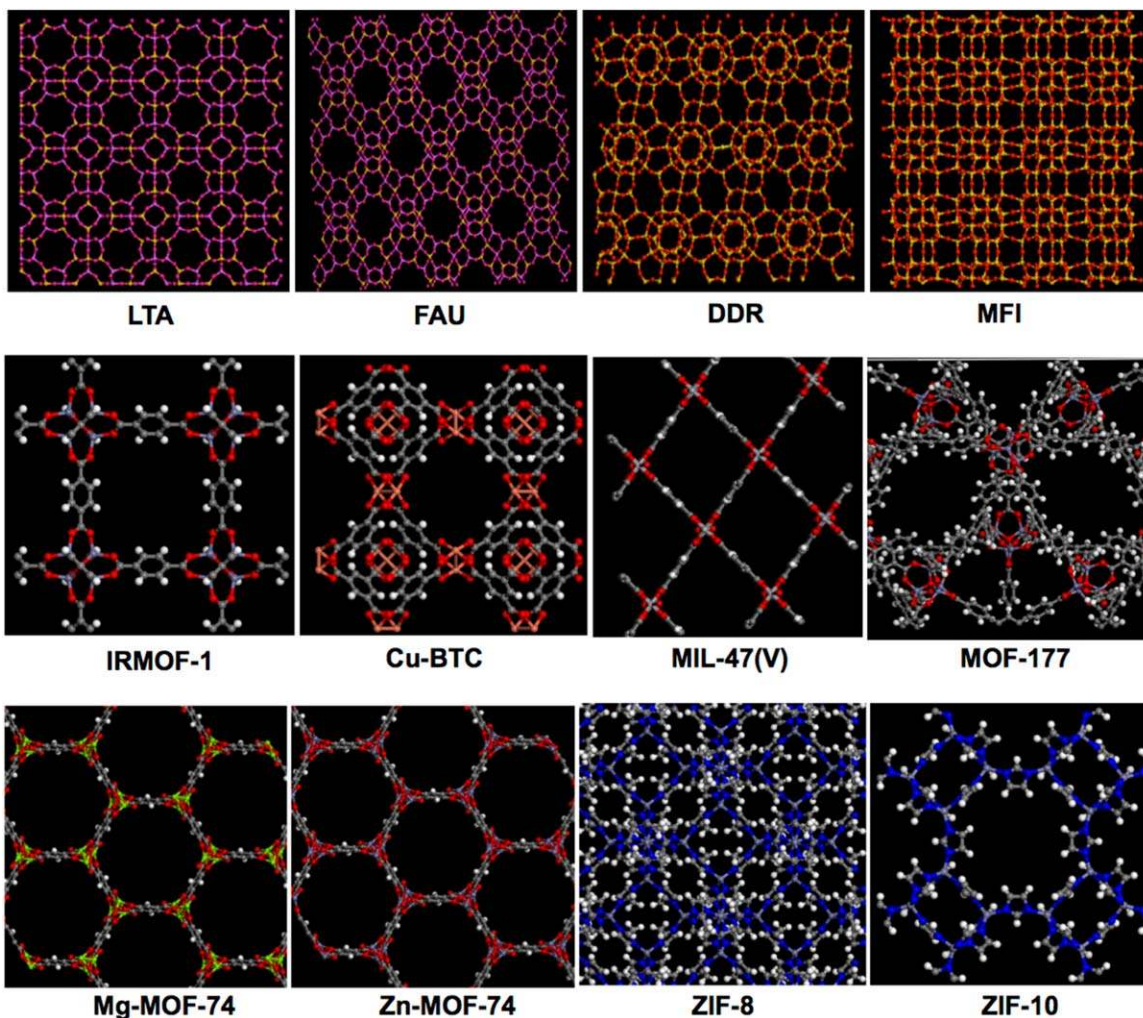 LTA FAU DDR MFI
IRMOF-1 Cu-BTC MIL-47(V) MOF-177
Mg-MOF-74 Zn-MOF-74 ZIF-8 ZIF-10